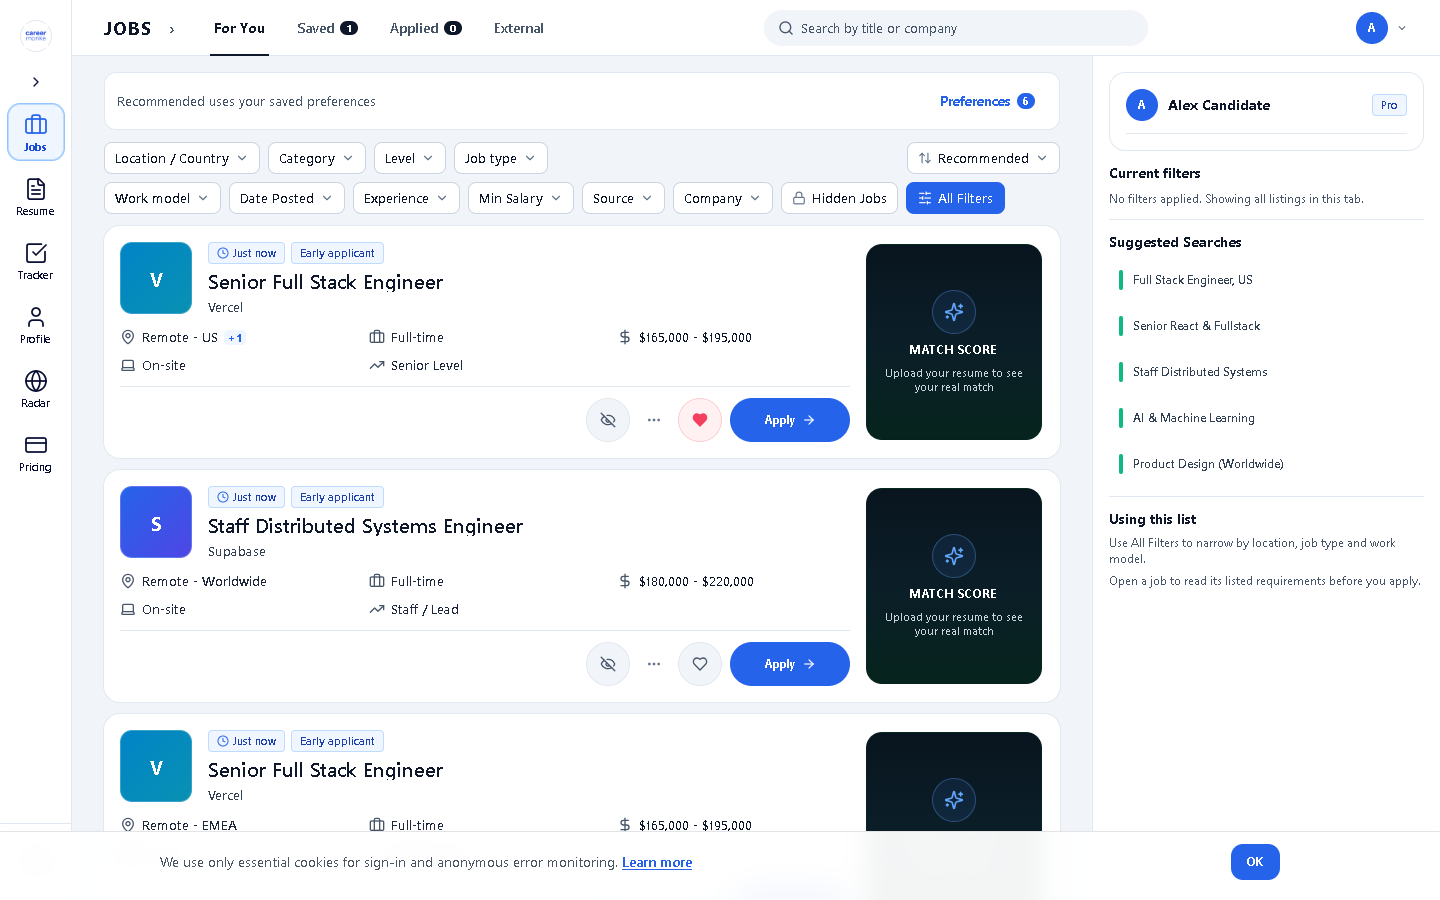 career
monke
JOBS
For You
Saved 1
Applied 0
External
Search by title or company
A
Jobs
Resume
Tracker
Profile
Radar
Pricing
Recommended uses your saved preferences
Preferences 6
Location / Country
Category
Level
Job type
Recommended
Work model
Date Posted
Experience
Min Salary
Source
Company
Hidden Jobs
All Filters
V
Just now
Early applicant
Senior Full Stack Engineer
Vercel
Remote - US +1
Full-time
$165,000 - $195,000
On-site
Senior Level
Apply
MATCH SCORE
Upload your resume to see
your real match
S
Just now
Early applicant
Staff Distributed Systems Engineer
Supabase
Remote - Worldwide
Full-time
$180,000 - $220,000
On-site
Staff / Lead
Apply
MATCH SCORE
Upload your resume to see
your real match
V
Just now
Early applicant
Senior Full Stack Engineer
Vercel
Remote - EMEA
Full-time
$165,000 - $195,000
A
Alex Candidate
Pro
Current filters
No filters applied. Showing all listings in this tab.
Suggested Searches
Full Stack Engineer, US
Senior React & Fullstack
Staff Distributed Systems
AI & Machine Learning
Product Design (Worldwide)
Using this list
Use All Filters to narrow by location, job type and work
model.
Open a job to read its listed requirements before you apply.
We use only essential cookies for sign-in and anonymous error monitoring. Learn more
OK